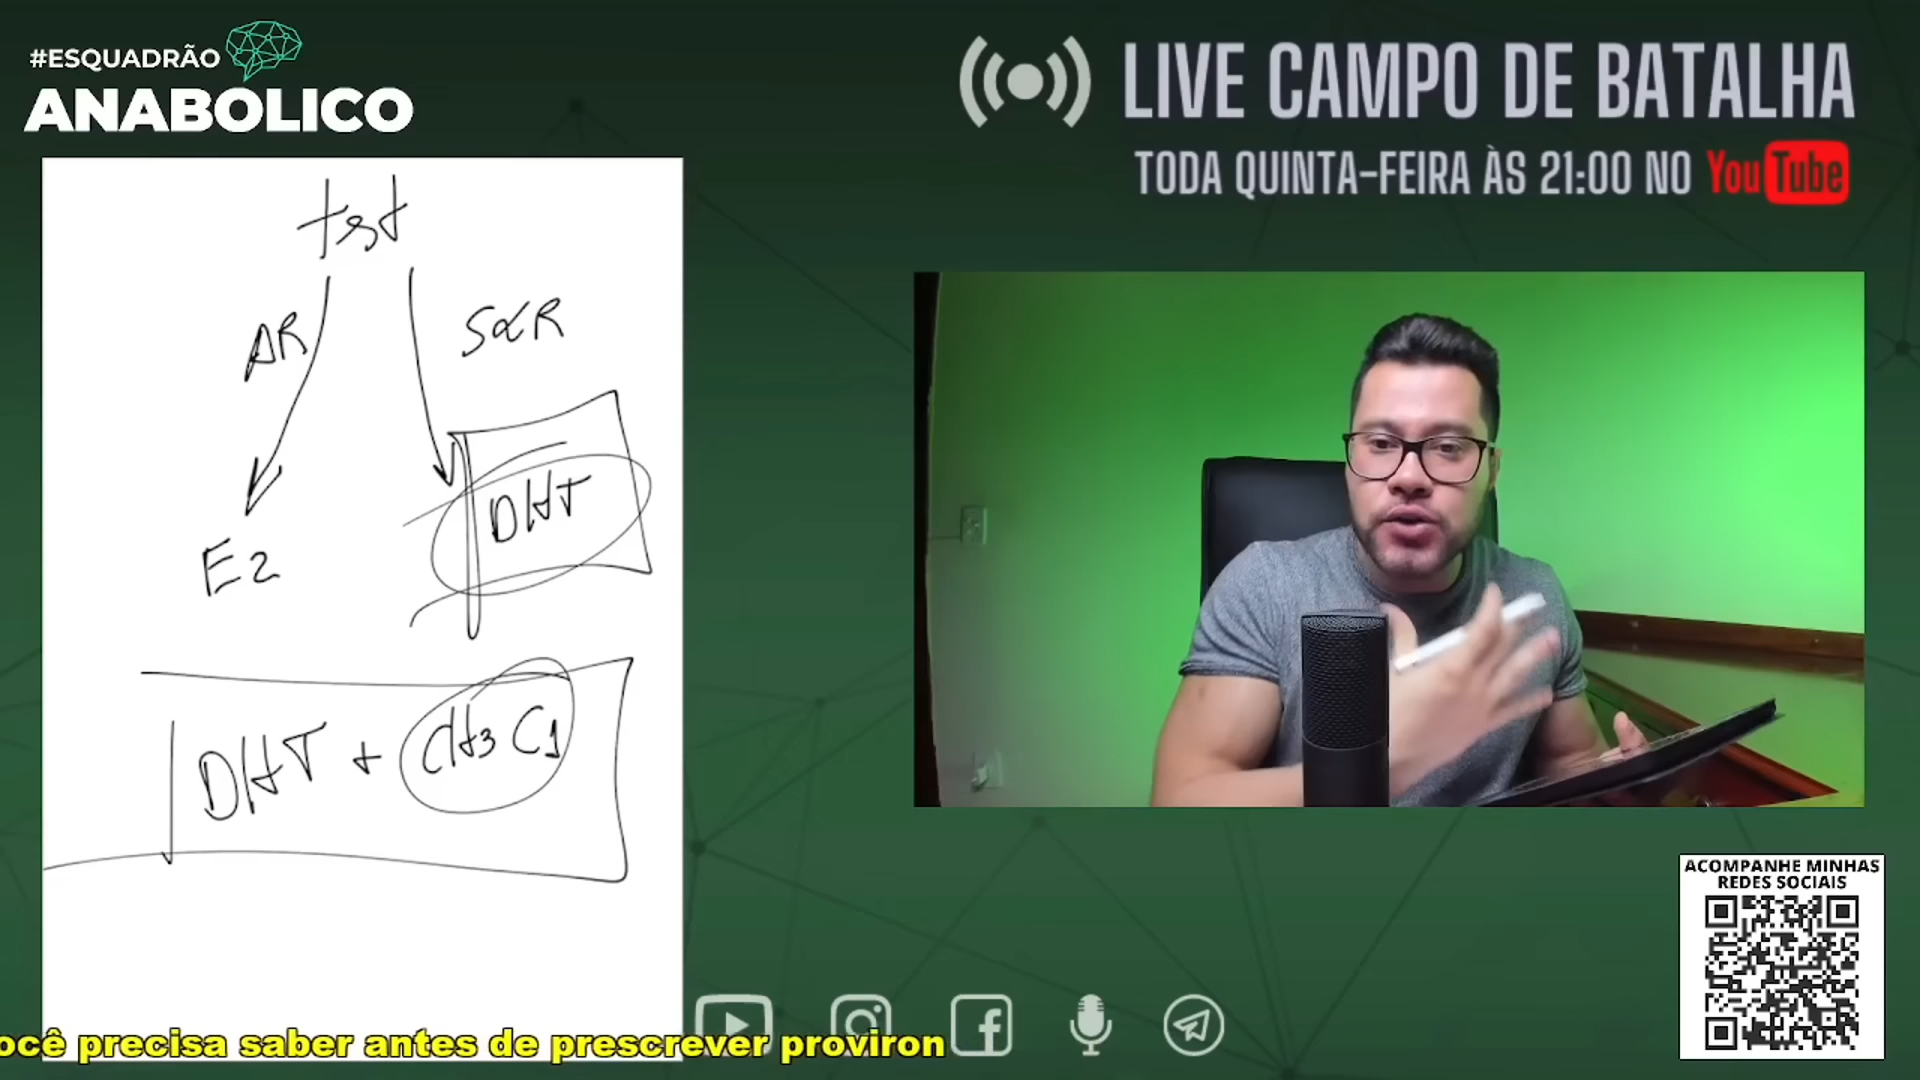 #ESQUADRÃO
ANABOLICO
LIVE CAMPO DE BATALHA
TODA QUINTA-FEIRA ÀS 21:00 NO YouTube
test
AR
5αR
DHT
E2
DHT + CH3 C1
ACOMPANHE MINHAS
REDES SOCIAIS
ocê precisa saber antes de prescrever proviron